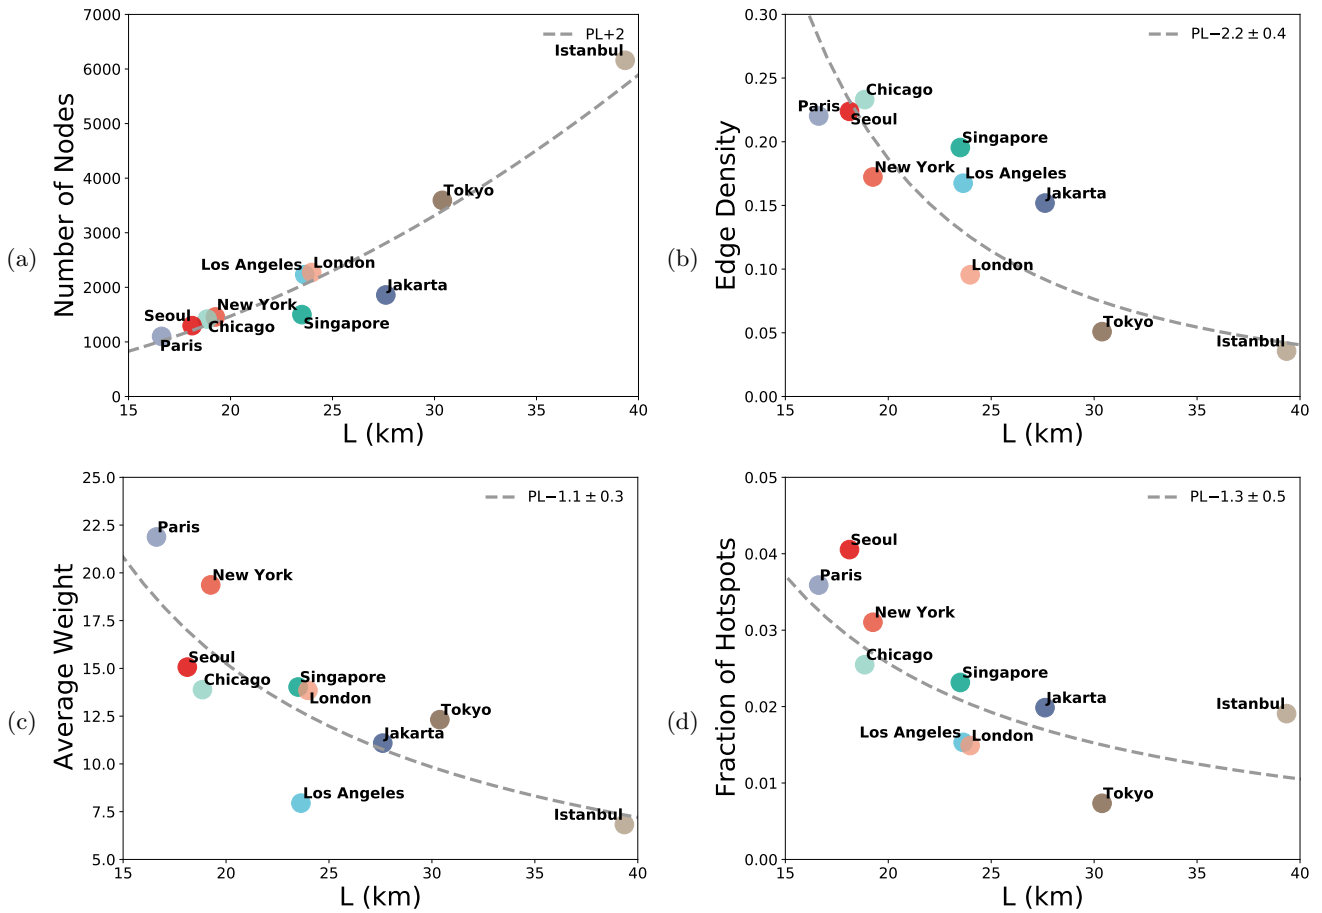 (a)
Number of Nodes
7000
6000
5000
4000
3000
2000
1000
0
PL+2
Istanbul
Tokyo
Los Angeles
London
Jakarta
Seoul
New York
Chicago
Singapore
Paris
15 20 25 30 35 40
L (km)
(b)
Edge Density
0.30
0.25
0.20
0.15
0.10
0.05
0.00
PL−2.2 ± 0.4
Chicago
Paris
Seoul
Singapore
New York
Los Angeles
Jakarta
London
Tokyo
Istanbul
15 20 25 30 35 40
L (km)
(c)
Average Weight
25.0
22.5
20.0
17.5
15.0
12.5
10.0
7.5
5.0
PL−1.1 ± 0.3
Paris
New York
Seoul
Chicago
Singapore
London
Tokyo
Jakarta
Los Angeles
Istanbul
15 20 25 30 35 40
L (km)
(d)
Fraction of Hotspots
0.05
0.04
0.03
0.02
0.01
0.00
PL−1.3 ± 0.5
Seoul
Paris
New York
Chicago
Singapore
Jakarta
Istanbul
Los Angeles
London
Tokyo
15 20 25 30 35 40
L (km)